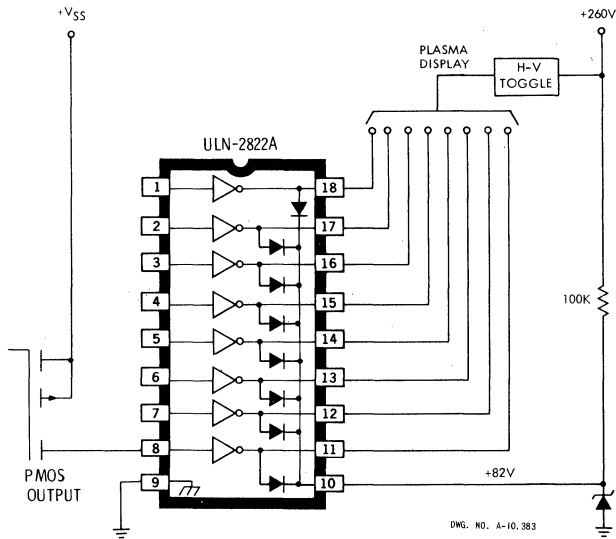 +VSS
+260V
PLASMA
DISPLAY
H-V
TOGGLE
ULN-2822A
1
18
2
17
3
16
4
15
5
14
6
13
7
12
8
11
9
10
100K
+82V
PMOS
OUTPUT
DWG. NO. A-10,383